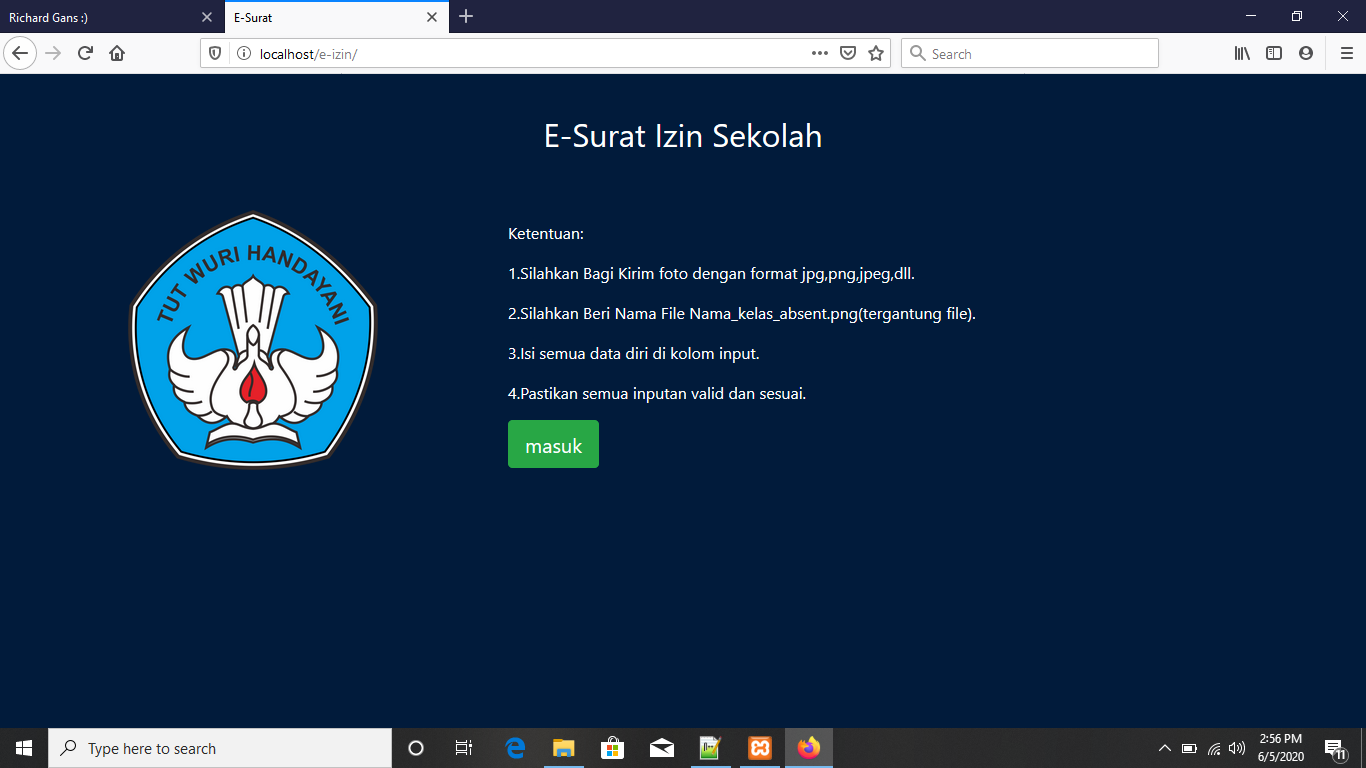 Richard Gans :)
E-Surat
localhost/e-izin/
Search
E-Surat Izin Sekolah
TUT WURI HANDAYANI
Ketentuan:
1.Silahkan Bagi Kirim foto dengan format jpg,png,jpeg,dll.
2.Silahkan Beri Nama File Nama_kelas_absent.png(tergantung file).
3.Isi semua data diri di kolom input.
4.Pastikan semua inputan valid dan sesuai.
masuk
Type here to search
2:56 PM
6/5/2020
11